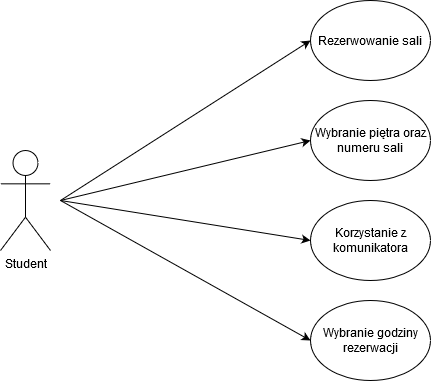 Rezerwowanie sali
Wybranie piętra oraz
numeru sali
Korzystanie z
komunikatora
Student
Wybranie godziny
rezerwacji